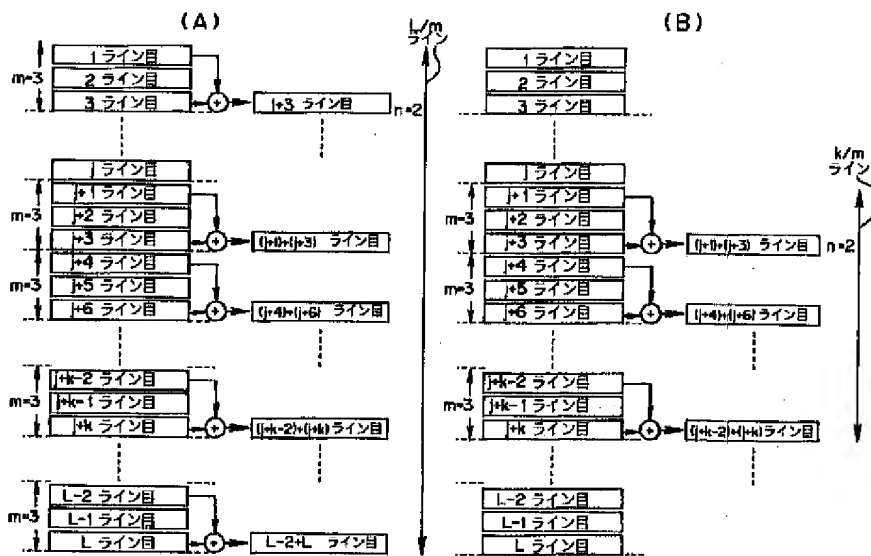 (A)
m=3
1 ライン目
2 ライン目
3 ライン目
1+3 ライン目
j ライン目
m=3
j+1 ライン目
j+2 ライン目
j+3 ライン目
(j+1)+(j+3) ライン目
m=3
j+4 ライン目
j+5 ライン目
j+6 ライン目
(j+4)+(j+6) ライン目
m=3
j+k-2 ライン目
j+k-1 ライン目
j+k ライン目
(j+k-2)+(j+k) ライン目
m=3
L-2 ライン目
L-1 ライン目
L ライン目
L-2+L ライン目
L/m
ライン
n=2
(B)
1 ライン目
2 ライン目
3 ライン目
j ライン目
m=3
j+1 ライン目
j+2 ライン目
j+3 ライン目
(j+1)+(j+3) ライン目
m=3
j+4 ライン目
j+5 ライン目
j+6 ライン目
(j+4)+(j+6) ライン目
m=3
j+k-2 ライン目
j+k-1 ライン目
j+k ライン目
(j+k-2)+(j+k) ライン目
L-2 ライン目
L-1 ライン目
L ライン目
k/m
ライン
n=2